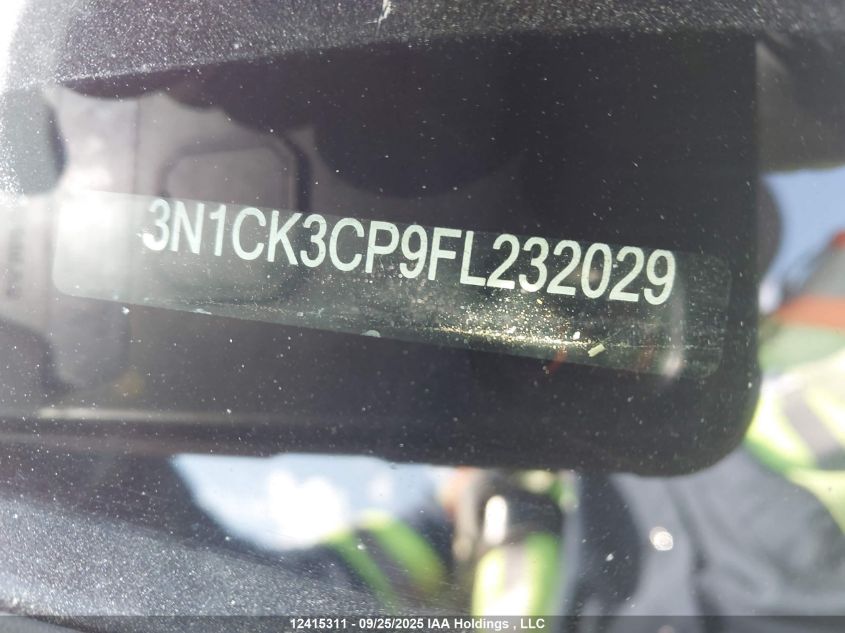 3N1CK3CP9FL232029
12415311 - 09/25/2025 IAA Holdings , LLC